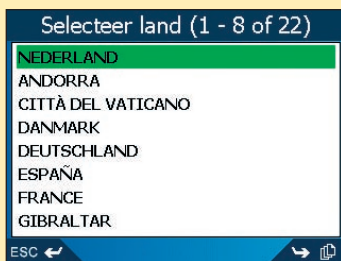 Selecteer land (1 - 8 of 22)
NEDERLAND
ANDORRA
CITTÀ DEL VATICANO
DANMARK
DEUTSCHLAND
ESPAÑA
FRANCE
GIBRALTAR
ESC